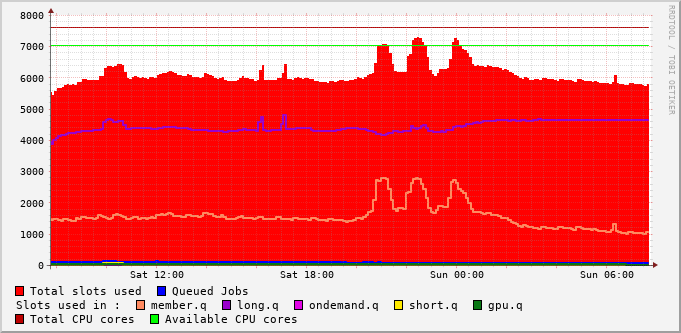 8000
7000
6000
5000
4000
3000
2000
1000
0
Sat 12:00 Sat 18:00 Sun 00:00 Sun 06:00
RRDTOOL / TOBI OETIKER
Total slots used Queued Jobs
Slots used in : member.q long.q ondemand.q short.q gpu.q
Total CPU cores Available CPU cores